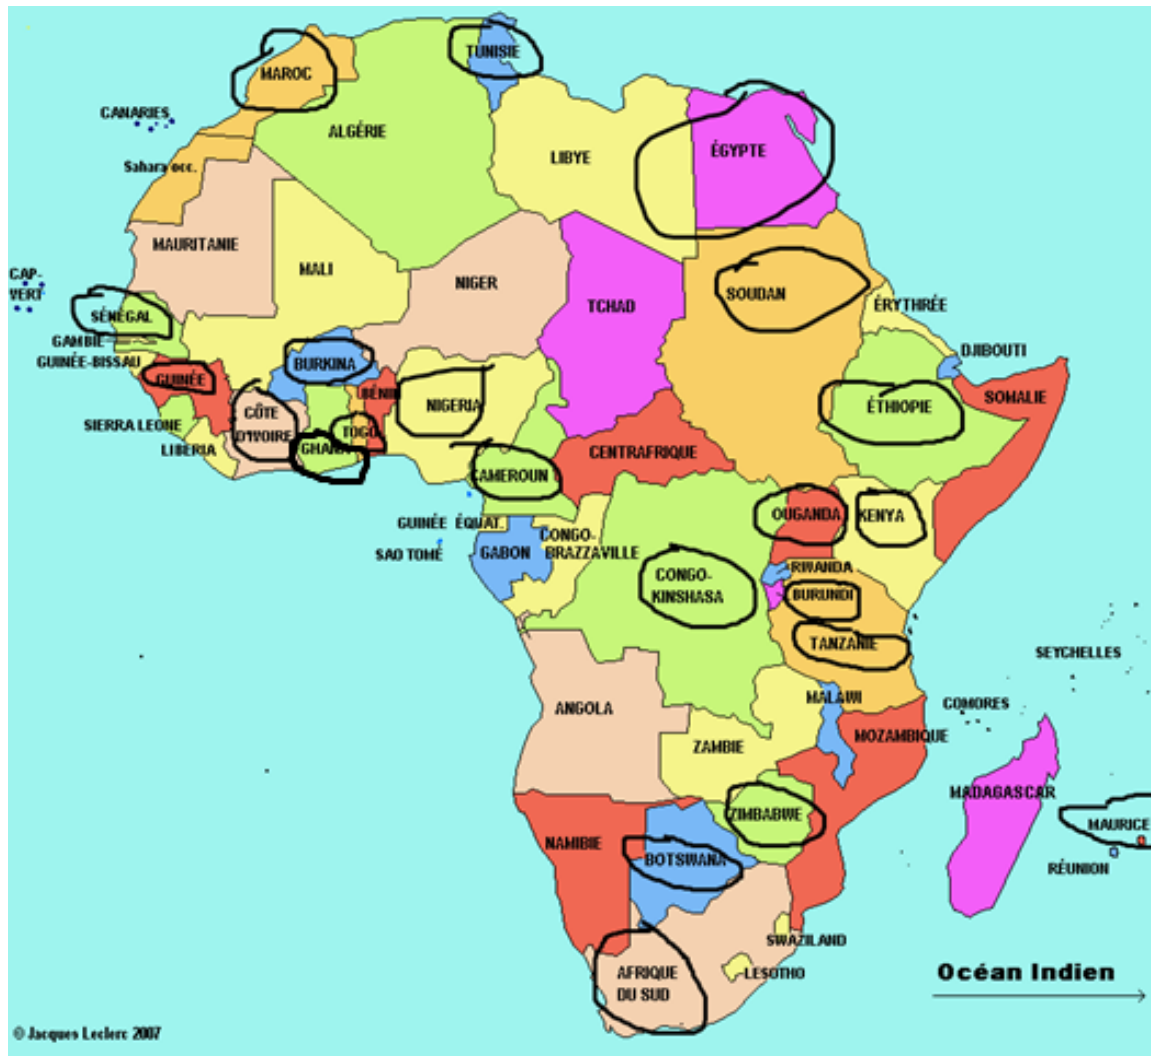 TUNISIE
MAROC
CANARIES
ALGÉRIE
LIBYE
ÉGYPTE
Sahara occ.
MAURITANIE
MALI
NIGER
CAP-
VERT
TCHAD
SOUDAN
ÉRYTHRÉE
SÉNÉGAL
GAMBIE
GUINÉE-BISSAU
DJIBOUTI
BURKINA
GUINÉE
BÉNIN
SOMALIE
NIGERIA
ÉTHIOPIE
CÔTE
D'IVOIRE
SIERRA LEONE
TOGO
LIBERIA
GHANA
CENTRAFRIQUE
CAMEROUN
OUGANDA
KENYA
GUINÉE ÉQUAT.
CONGO-
BRAZZAVILLE
SAO TOMÉ
GABON
RWANDA
CONGO-
KINSHASA
BURUNDI
TANZANIE
SEYCHELLES
MALAWI
COMORES
ANGOLA
MOZAMBIQUE
ZAMBIE
MADAGASCAR
ZIMBABWE
MAURICE
NAMIBIE
BOTSWANA
RÉUNION
SWAZILAND
AFRIQUE
DU SUD
LESOTHO
Océan Indien
© Jacques Leclerc 2007